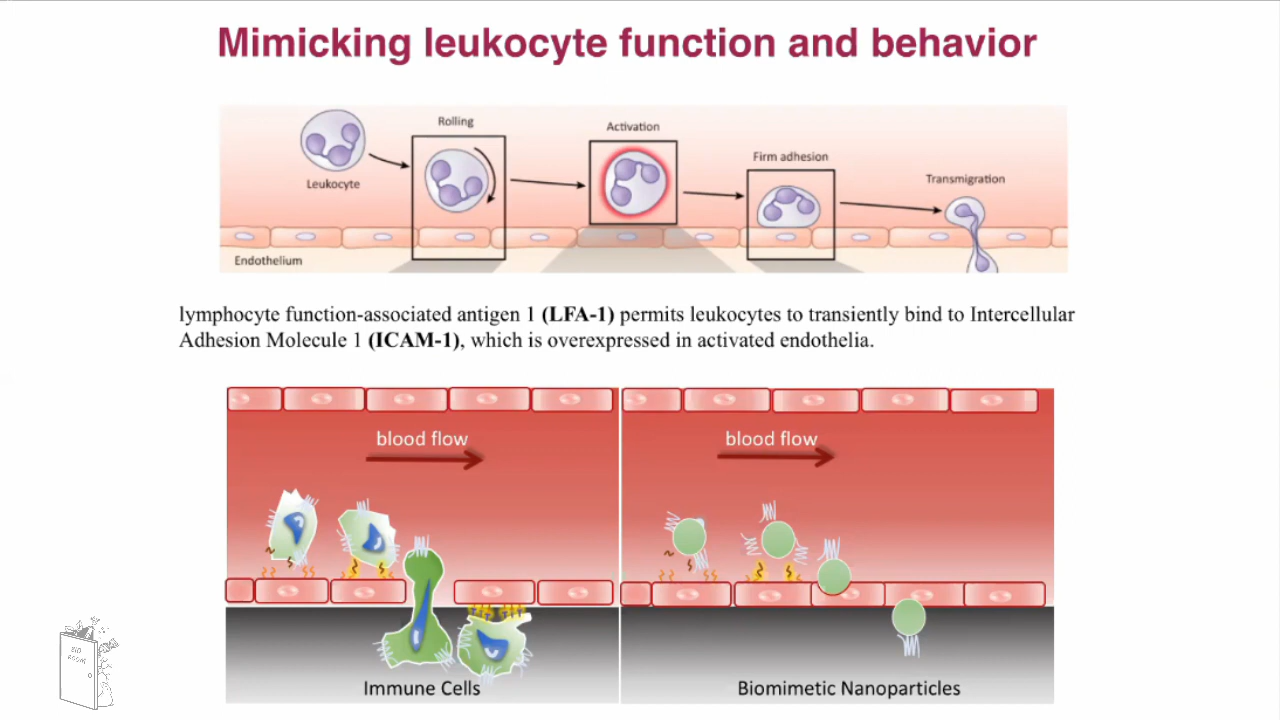 Mimicking leukocyte function and behavior
Rolling
Activation
Firm adhesion
Transmigration
Leukocyte
Endothelium
lymphocyte function-associated antigen 1 (LFA-1) permits leukocytes to transiently bind to Intercellular
Adhesion Molecule 1 (ICAM-1), which is overexpressed in activated endothelia.
blood flow
blood flow
Immune Cells
Biomimetic Nanoparticles
BIO